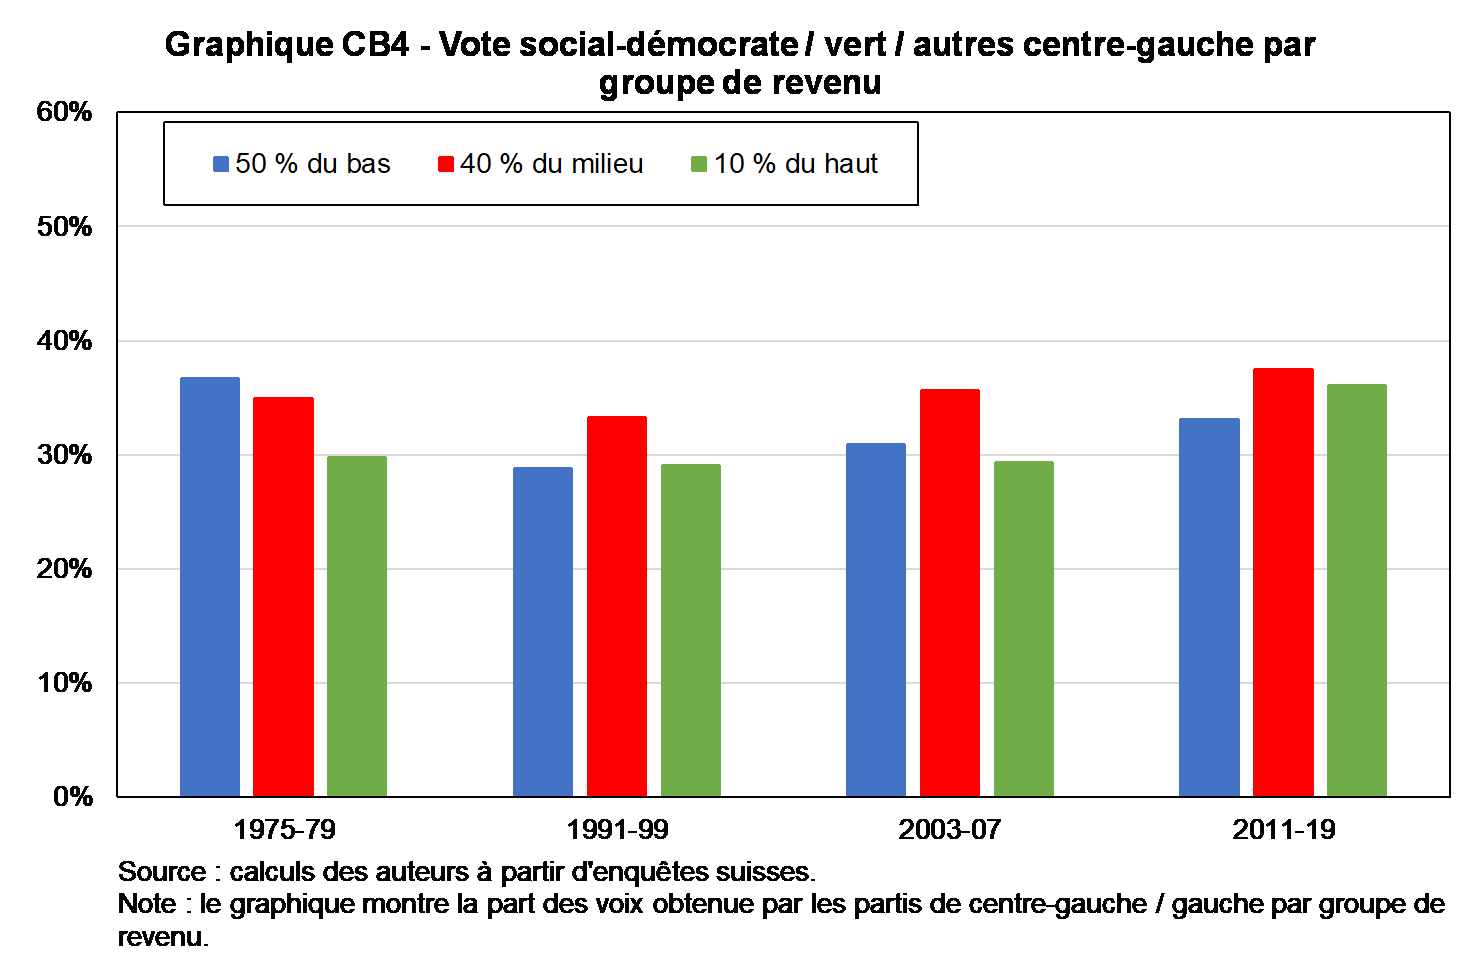 Graphique CB4 - Vote social-démocrate / vert / autres centre-gauche par
groupe de revenu
60%
50 % du bas
40 % du milieu
10 % du haut
50%
40%
30%
20%
10%
0%
1975-79
1991-99
2003-07
2011-19
Source : calculs des auteurs à partir d'enquêtes suisses.
Note : le graphique montre la part des voix obtenue par les partis de centre-gauche / gauche par groupe de
revenu.